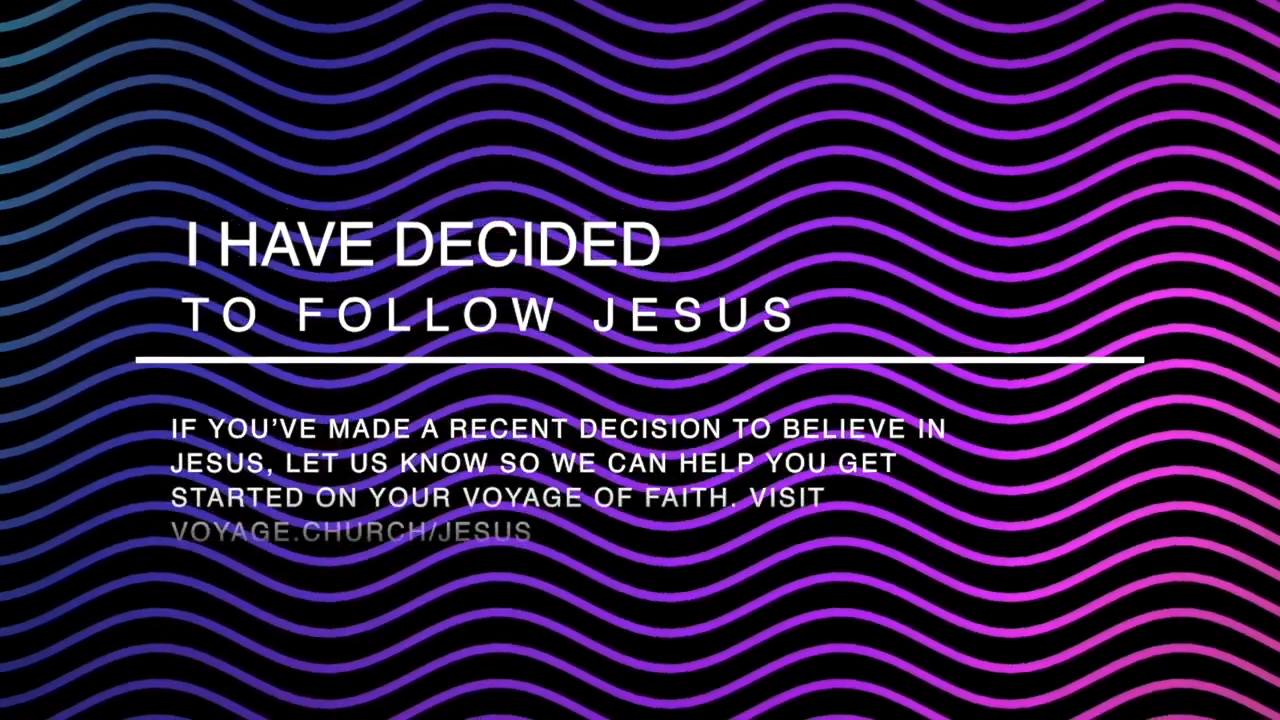 I HAVE DECIDED
TO FOLLOW JESUS
IF YOU’VE MADE A RECENT DECISION TO BELIEVE IN
JESUS, LET US KNOW SO WE CAN HELP YOU GET
STARTED ON YOUR VOYAGE OF FAITH. VISIT
VOYAGE.CHURCH/JESUS